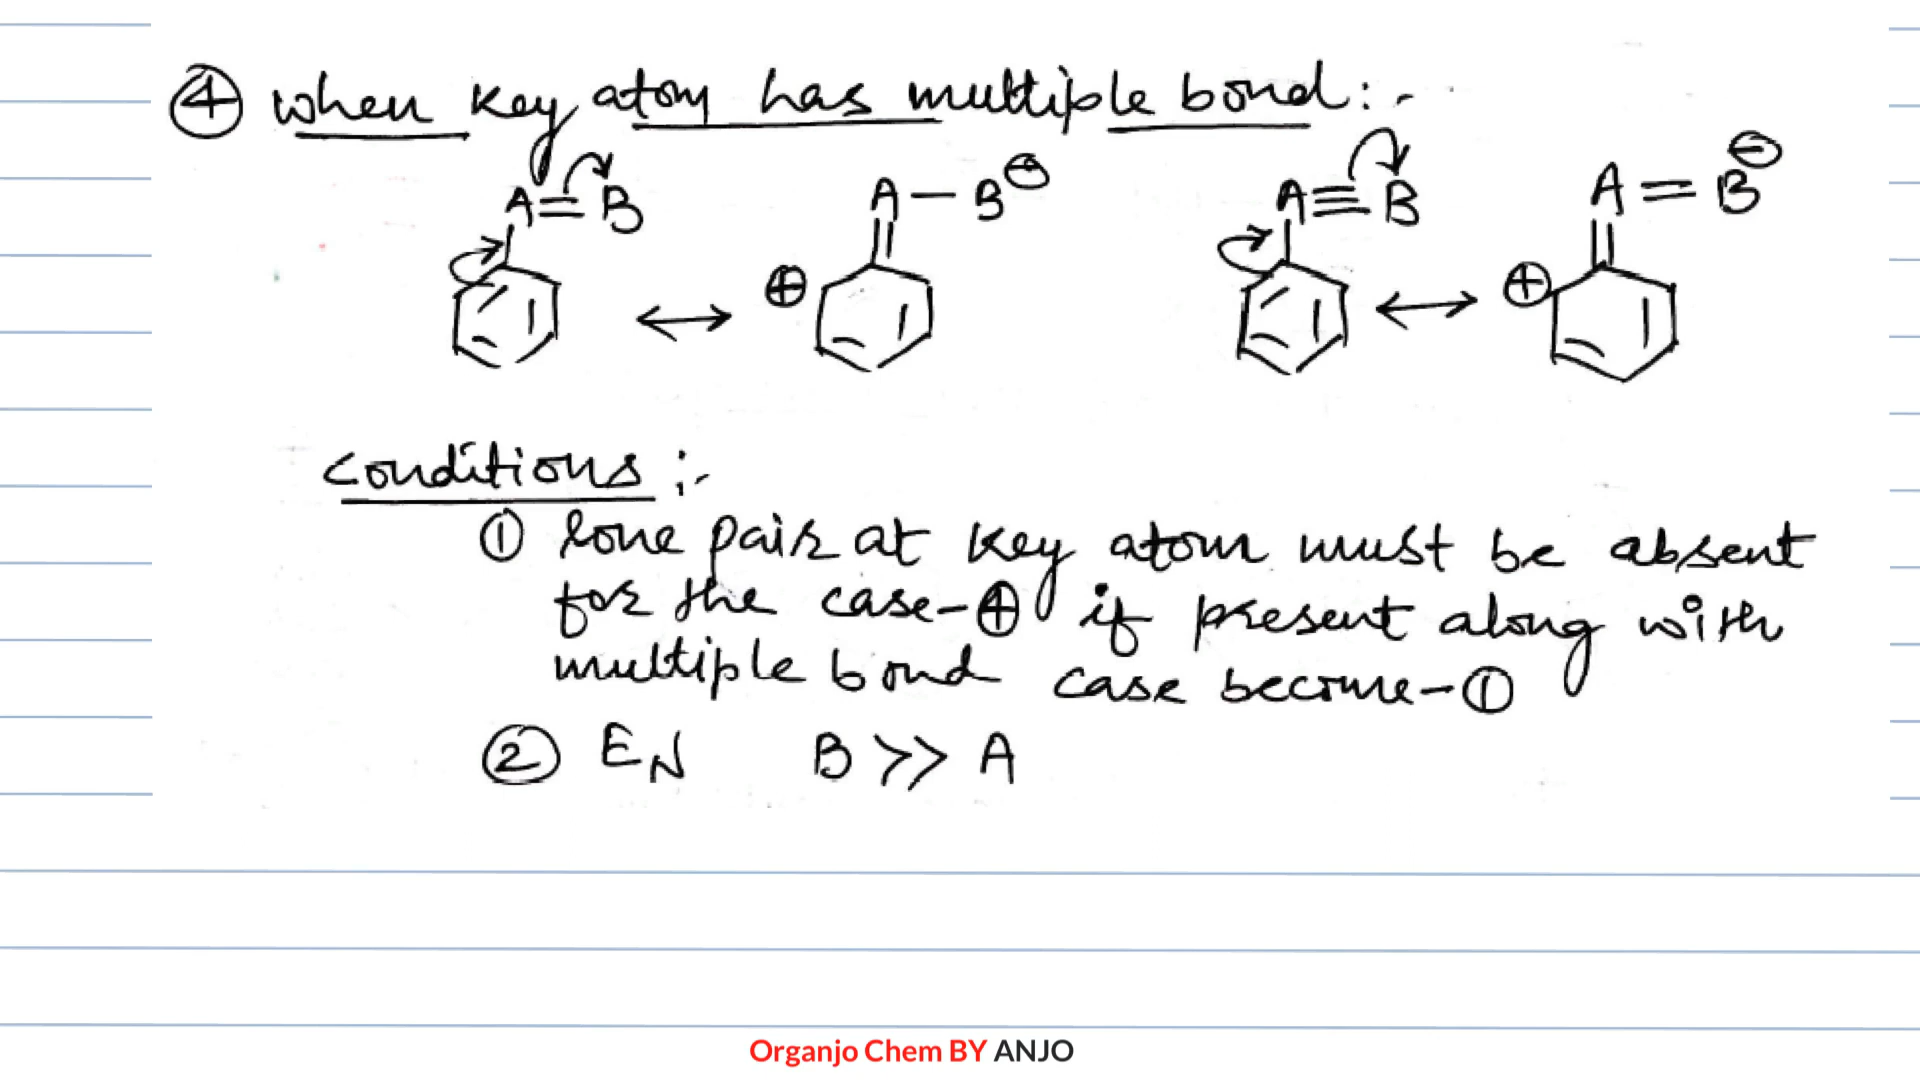 ④ when key atom has multiple bond:-
A=B A-B⊖ A≡B A=B⊖
⊕ ⊕
conditions :-
① lone pair at key atom must be absent
for the case-④ if present along with
multiple bond case become-①
② EN B >> A
Organjo Chem BY ANJO